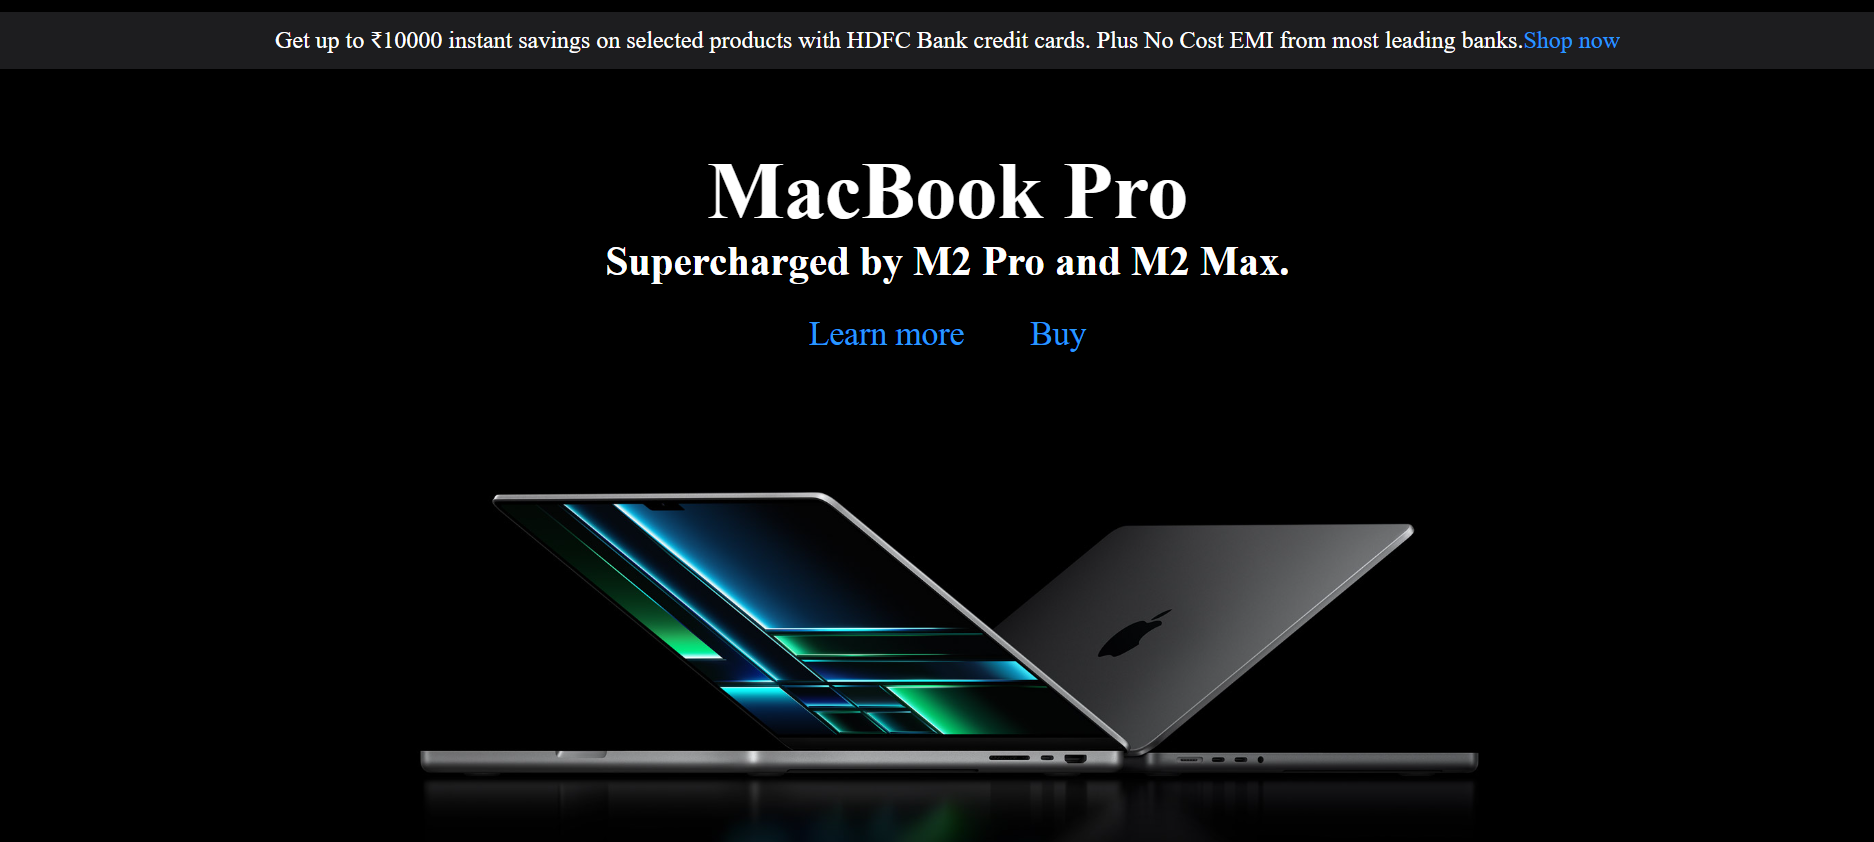 Get up to ₹10000 instant savings on selected products with HDFC Bank credit cards. Plus No Cost EMI from most leading banks.Shop now
MacBook Pro
Supercharged by M2 Pro and M2 Max.
Learn more Buy